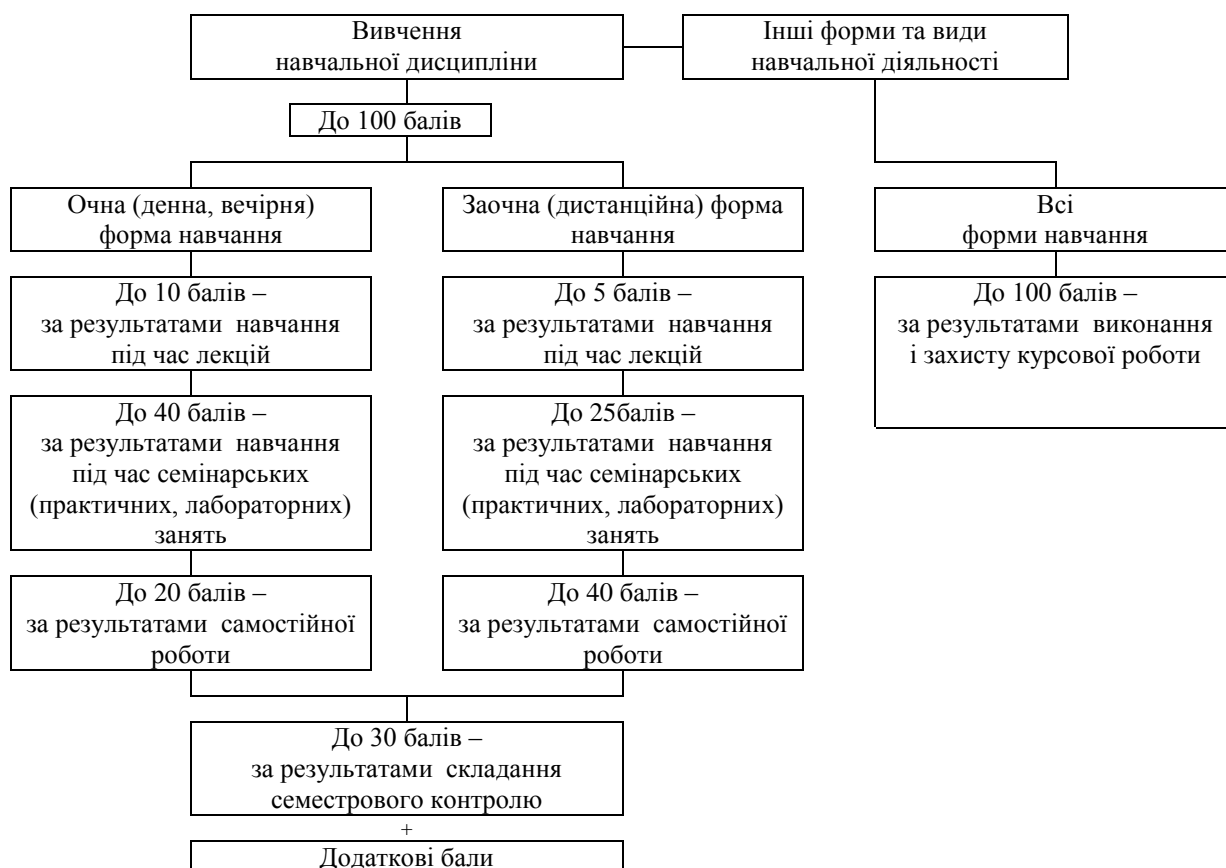 Вивчення
навчальної дисципліни
Інші форми та види
навчальної діяльності
До 100 балів
Очна (денна, вечірня)
форма навчання
Заочна (дистанційна) форма
навчання
Всі
форми навчання
До 10 балів –
за результатами навчання
під час лекцій
До 5 балів –
за результатами навчання
під час лекцій
До 100 балів –
за результатами виконання
і захисту курсової роботи
До 40 балів –
за результатами навчання
під час семінарських
(практичних, лабораторних)
занять
До 25балів –
за результатами навчання
під час семінарських
(практичних, лабораторних)
занять
До 20 балів –
за результатами самостійної
роботи
До 40 балів –
за результатами самостійної
роботи
До 30 балів –
за результатами складання
семестрового контролю
+
Додаткові бали